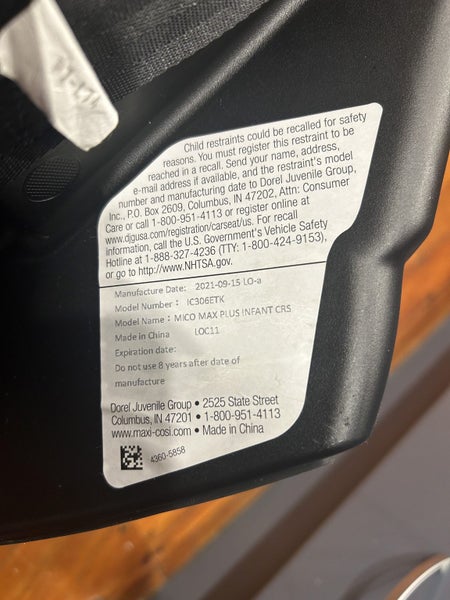 Child restraints could be recalled for safety
reasons. You must register this restraint to be
reached in a recall. Send your name, address,
e-mail address if available, and the restraint's model
number and manufacturing date to Dorel Juvenile Group,
Inc., P.O. Box 2609, Columbus, IN 47202, Attn: Consumer
Care or call 1-800-951-4113 or register online at
www.djgusa.com/registration/carseat/us. For recall
information, call the U.S. Government's Vehicle Safety
Hotline at 1-888-327-4236 (TTY: 1-800-424-9153),
or go to http://www.NHTSA.gov.
Manufacture Date: 2021-09-15 LO-a
Model Number : IC306ETK
Model Name : MICO MAX PLUS INFANT CRS
Made in China LOC11
Expiration date:
Do not use 8 years after date of
manufacture
Dorel Juvenile Group • 2525 State Street
Columbus, IN 47201 • 1-800-951-4113
www.maxi-cosi.com • Made in China
4360-5858